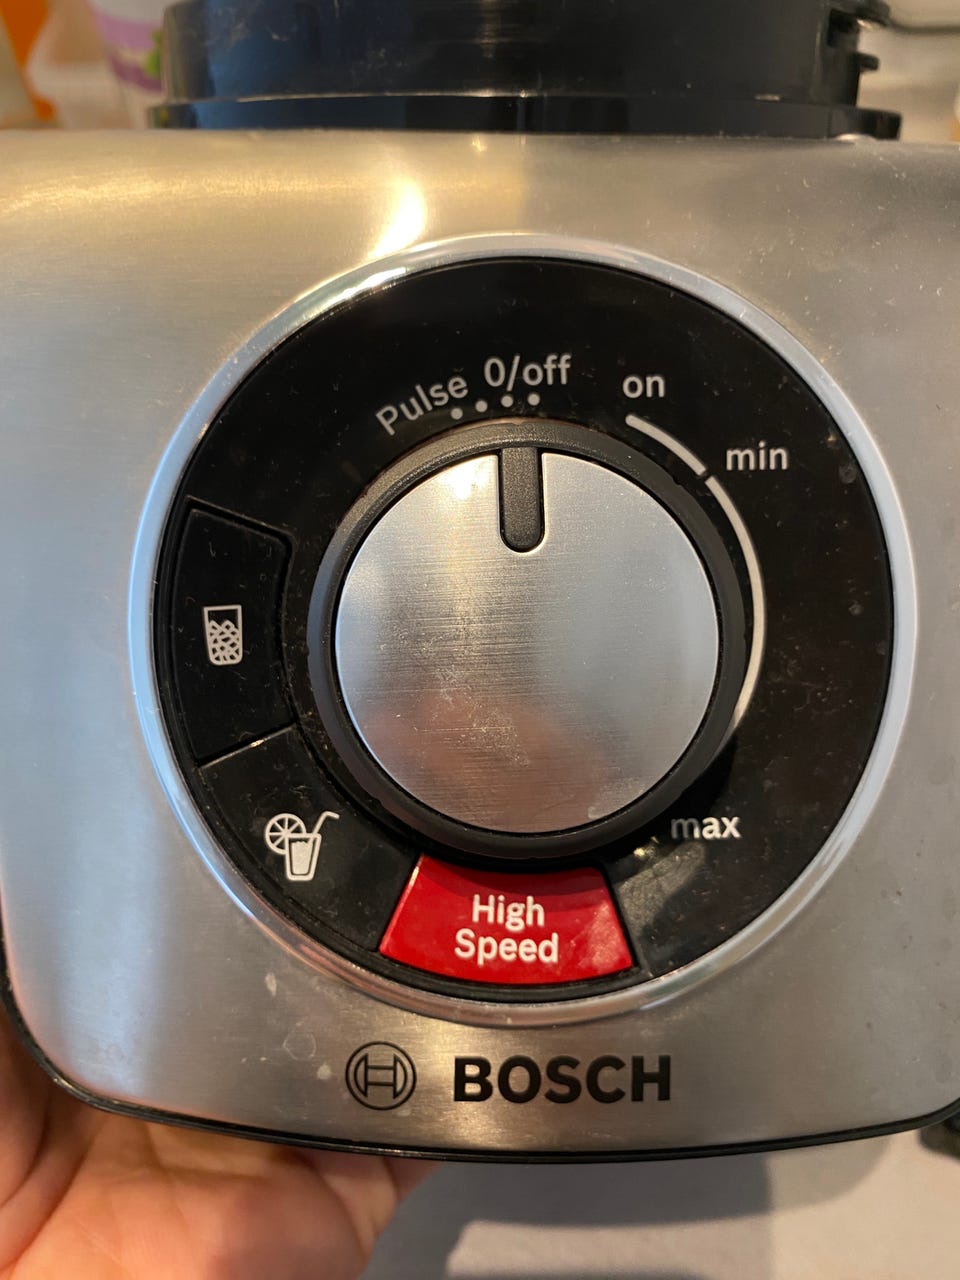 Pulse 0/off on
min
max
High
Speed
BOSCH